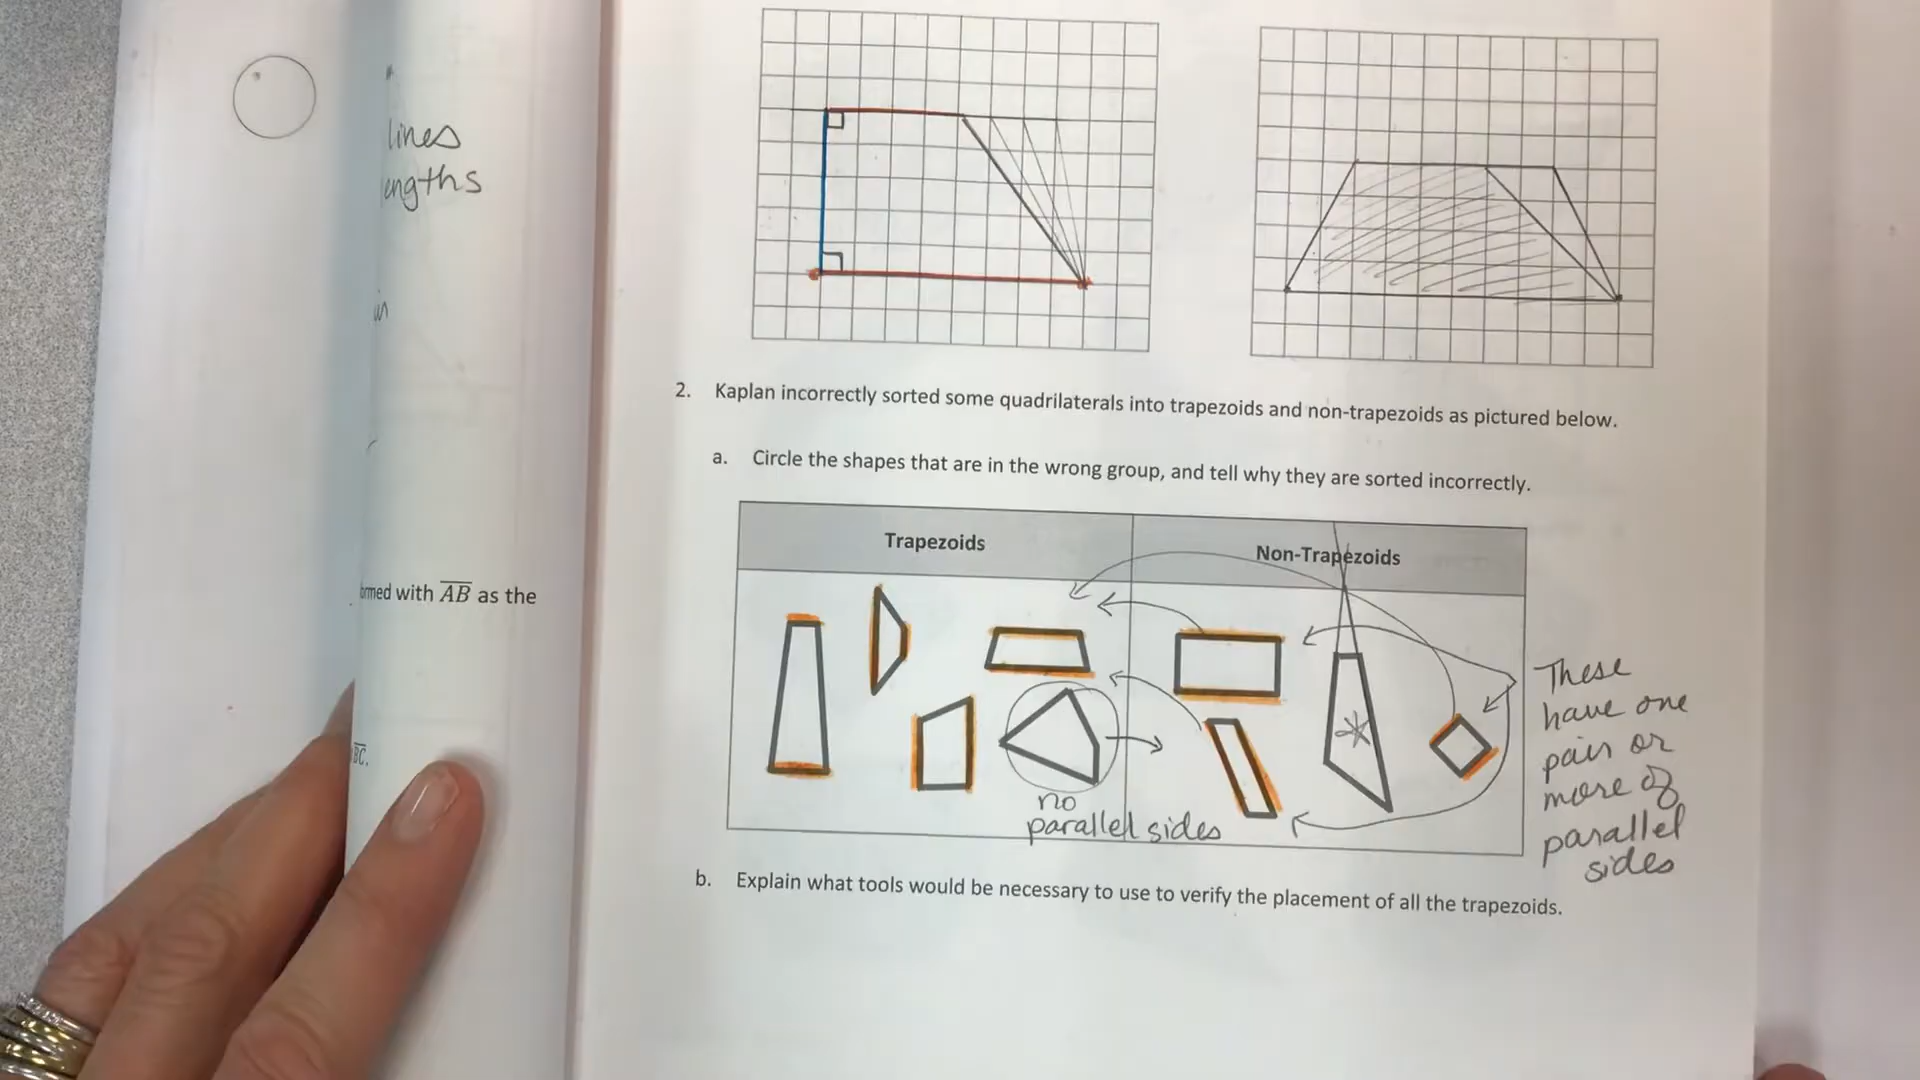 lines
engths
in
ormed with AB as the
BC.
2. Kaplan incorrectly sorted some quadrilaterals into trapezoids and non-trapezoids as pictured below.
a. Circle the shapes that are in the wrong group, and tell why they are sorted incorrectly.
Trapezoids
Non-Trapezoids
no
parallel sides
These
have one
pair or
more of
parallel
sides
b. Explain what tools would be necessary to use to verify the placement of all the trapezoids.